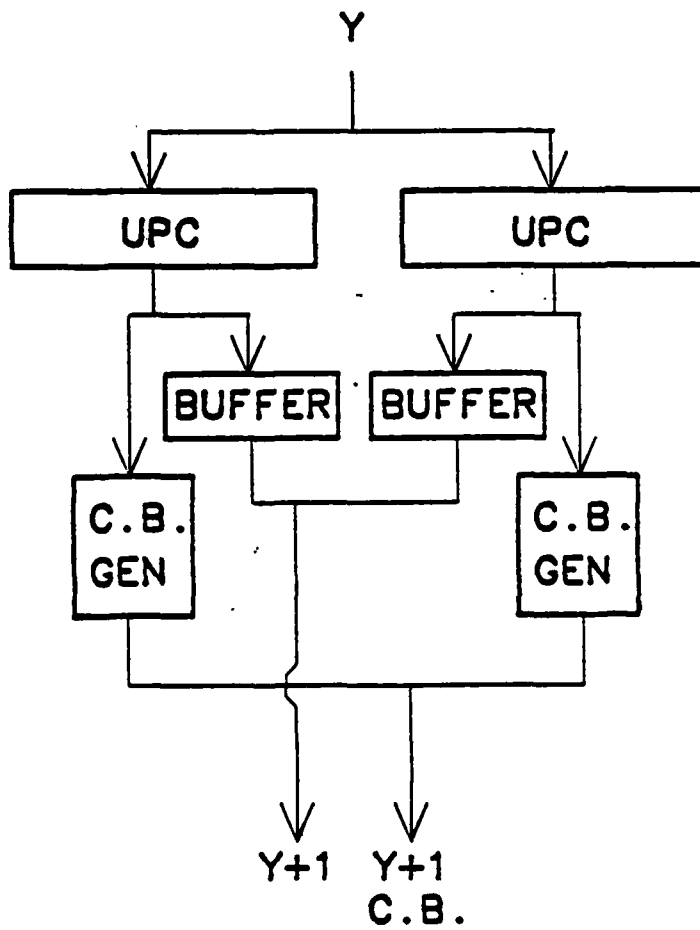 Y
UPC
UPC
BUFFER
BUFFER
C.B.
GEN
C.B.
GEN
Y+1
Y+1
C.B.